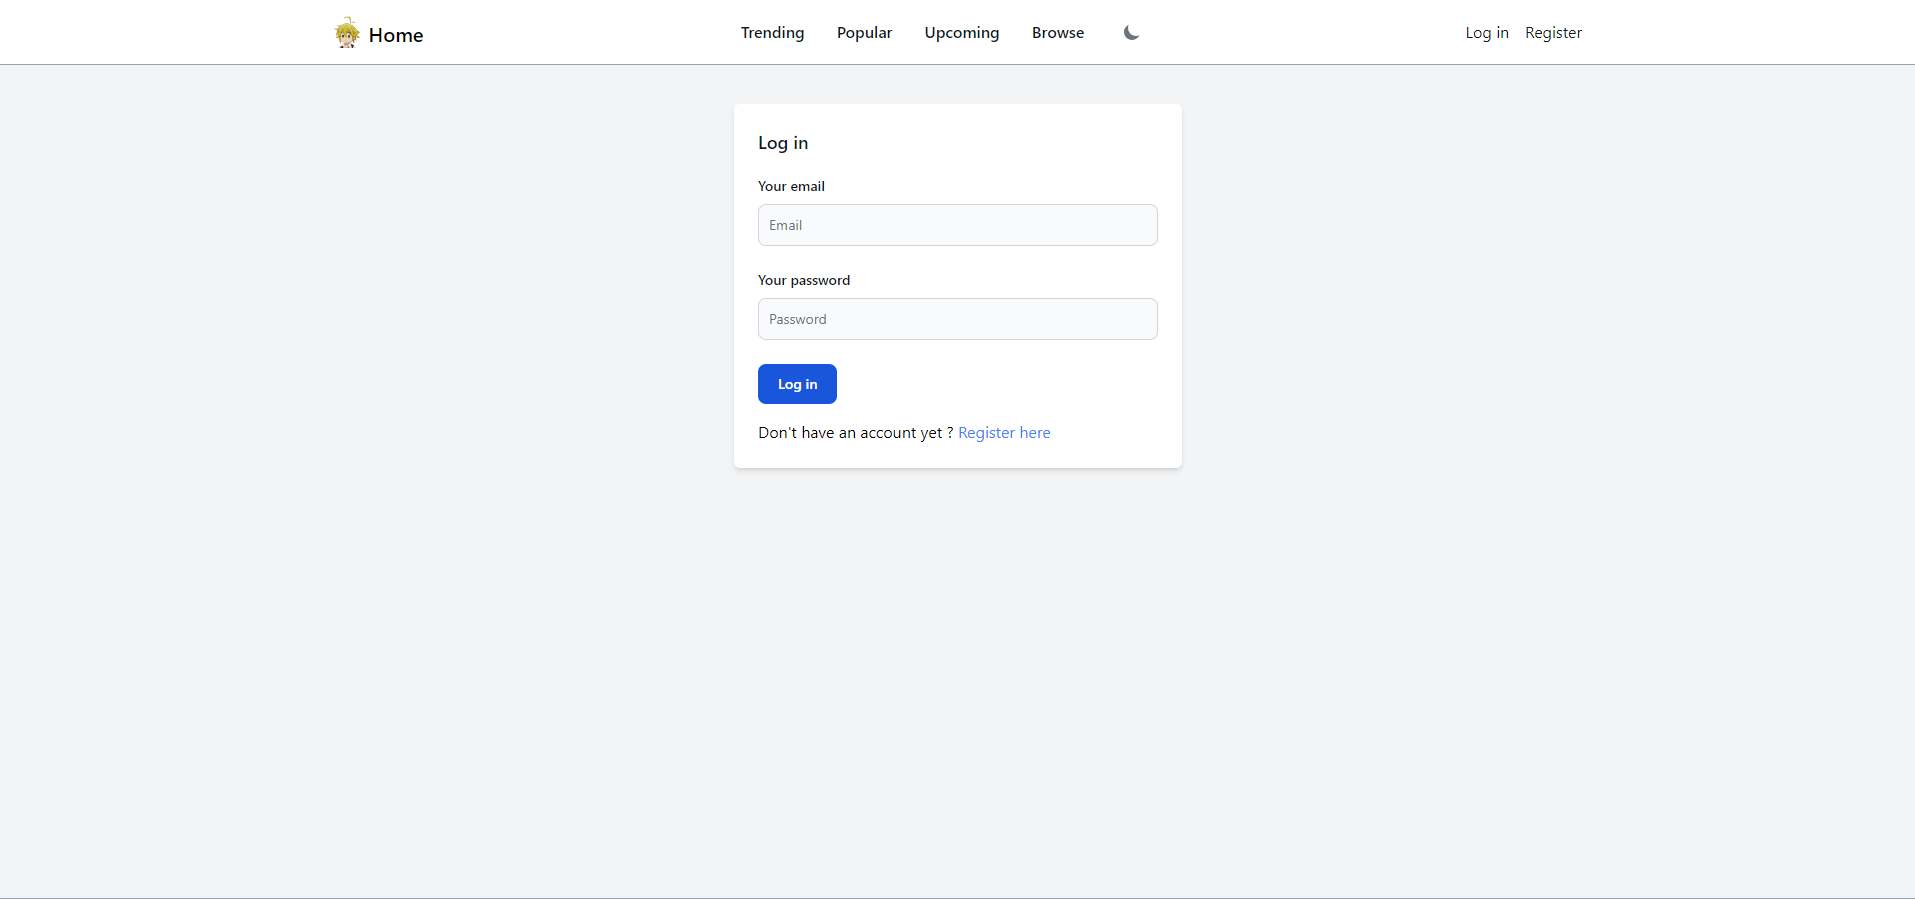 Home Trending Popular Upcoming Browse Log in Register
Log in
Your email
Email
Your password
Password
Log in
Don't have an account yet ? Register here